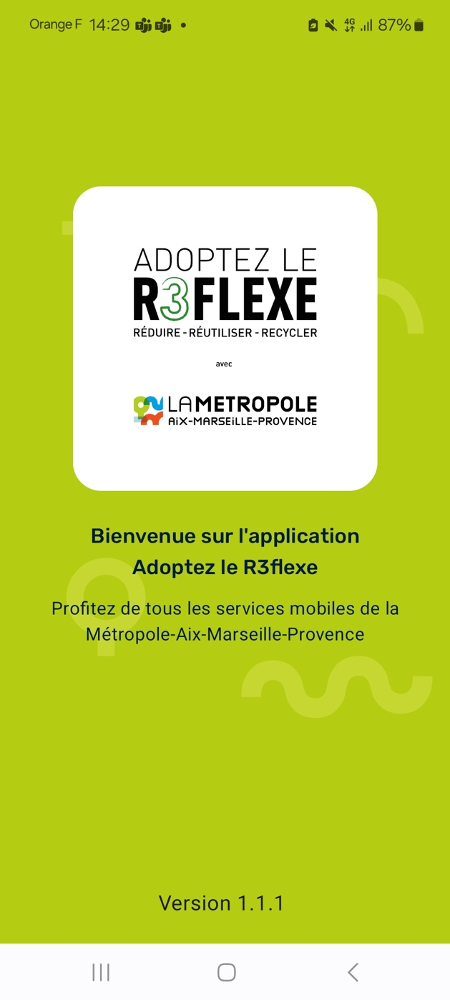 Orange F 14:29 87%
ADOPTEZ LE
R3FLEXE
RÉDUIRE - RÉUTILISER - RECYCLER
avec
LAMETROPOLE
AiX-MARSEiLLE-PROVENCE
Bienvenue sur l'application
Adoptez le R3flexe
Profitez de tous les services mobiles de la
Métropole-Aix-Marseille-Provence
Version 1.1.1